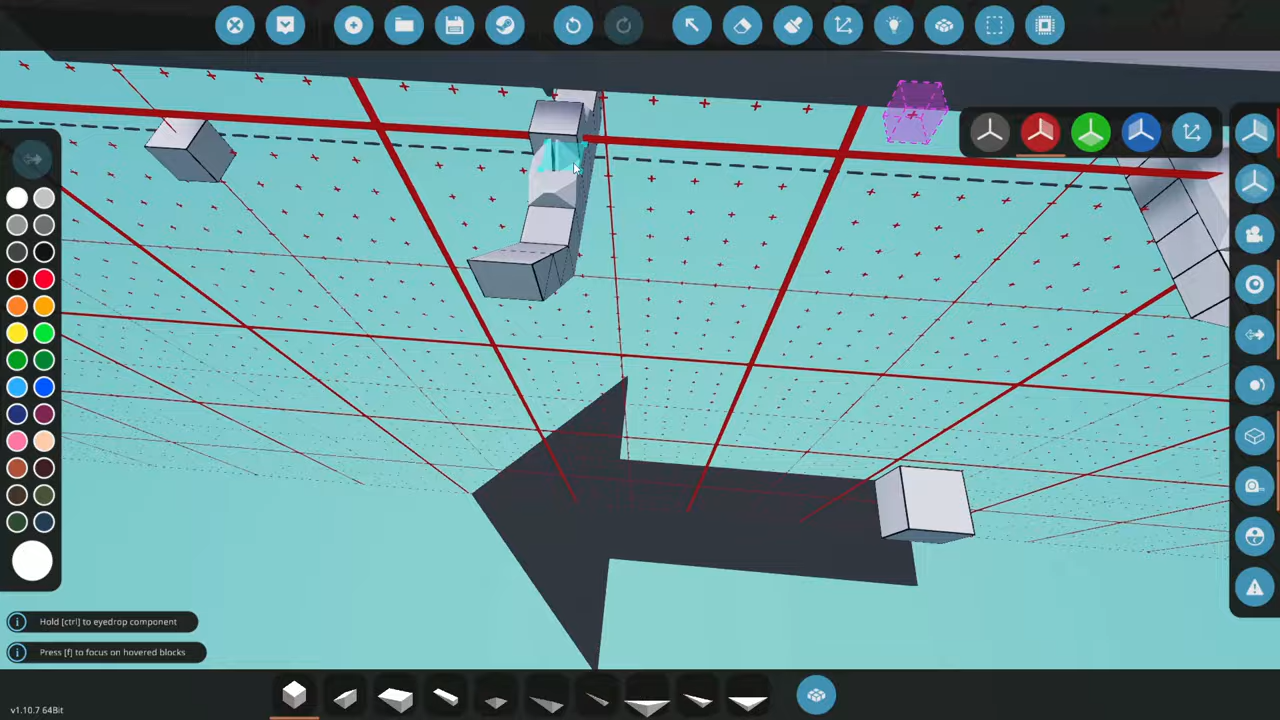 Hold [ctrl] to eyedrop component
Press [f] to focus on hovered blocks
v1.10.7 64Bit